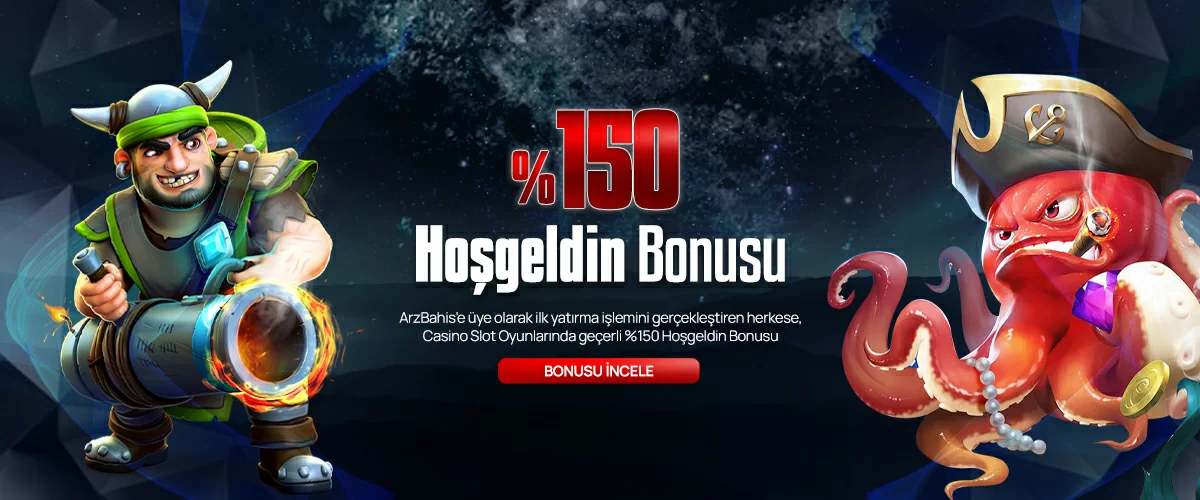 %150
Hoşgeldin Bonusu
ArzBahis'e üye olarak ilk yatırma işlemini gerçekleştiren herkese,
Casino Slot Oyunlarında geçerli %150 Hoşgeldin Bonusu
BONUSU İNCELE